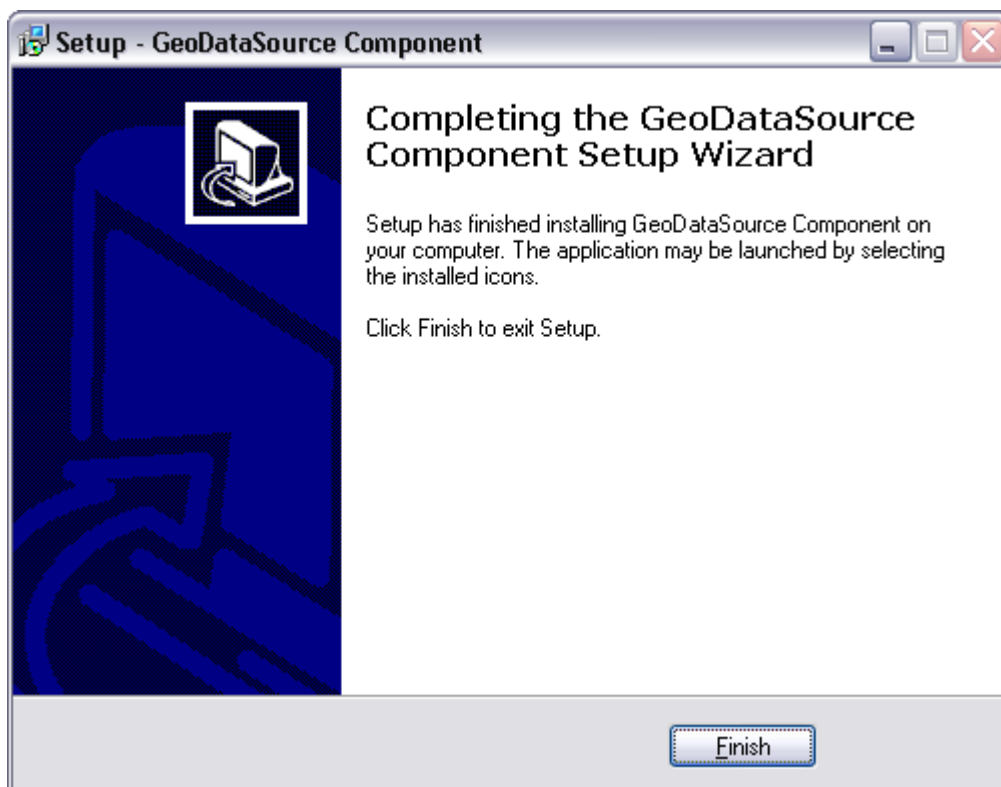 Setup - GeoDataSource Component
Completing the GeoDataSource
Component Setup Wizard
Setup has finished installing GeoDataSource Component on
your computer. The application may be launched by selecting
the installed icons.
Click Finish to exit Setup.
Finish